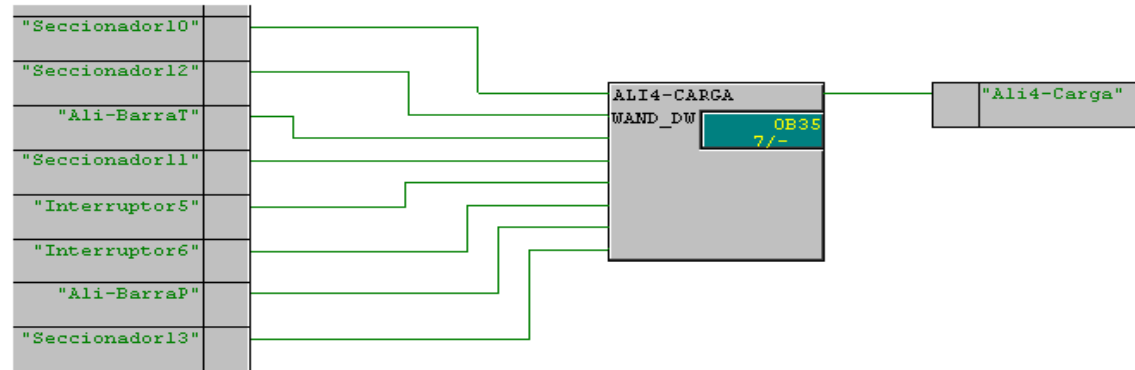 "Seccionador10"
"Seccionador12"
"Ali-BarraT"
"Seccionador11"
"Interruptor5"
"Interruptor6"
"Ali-BarraP"
"Seccionador13"
ALI4-CARGA
WAND_DW
OB35
7/-
"Ali4-Carga"